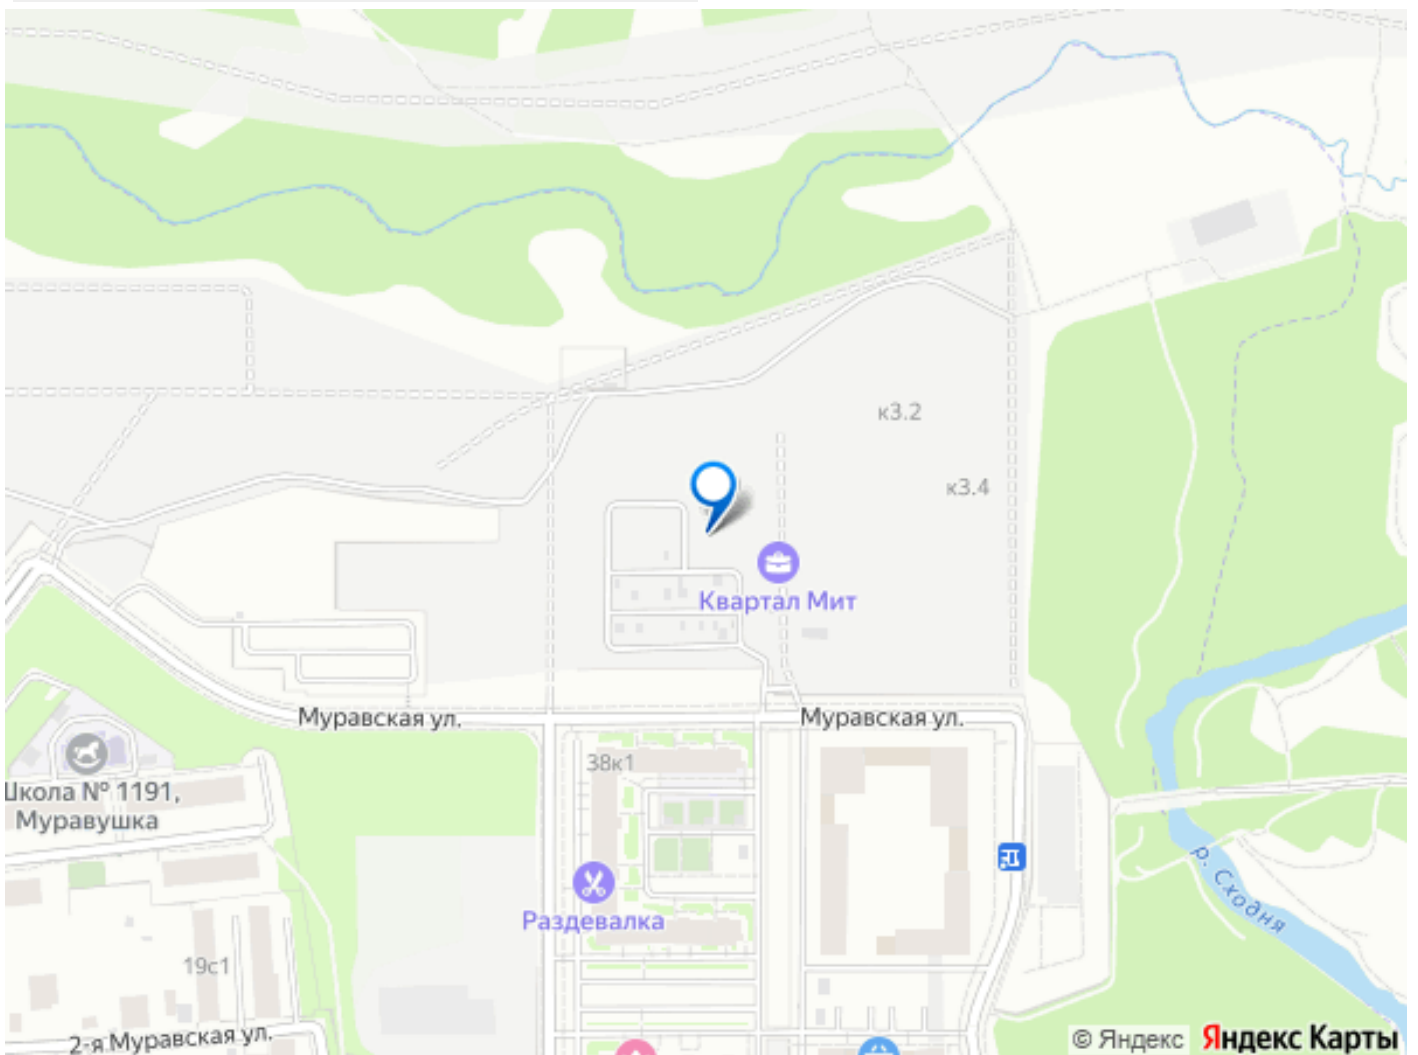 к3.2
к3.4
Квартал Мит
Муравская ул.
Муравская ул.
38к1
Школа № 1191,
Муравушка
р. Сходня
Раздевалка
19с1
2-я Муравская ул.
© Яндекс Яндекс Карты